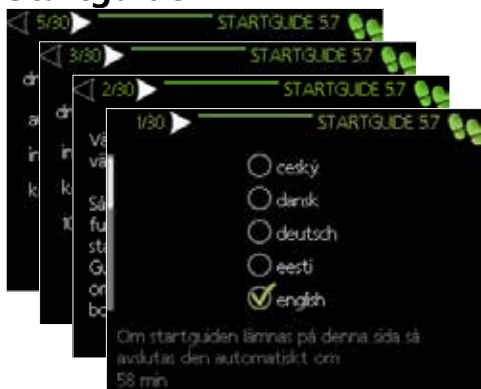 Startguide
5/30 STARTGUIDE 5.7
3/30 STARTGUIDE 5.7
2/30 STARTGUIDE 5.7
1/30 STARTGUIDE 5.7
česky
dansk
deutsch
eesti
english
Om startguiden lämnas på denna sida så
avslutas den automatiskt om
58 min